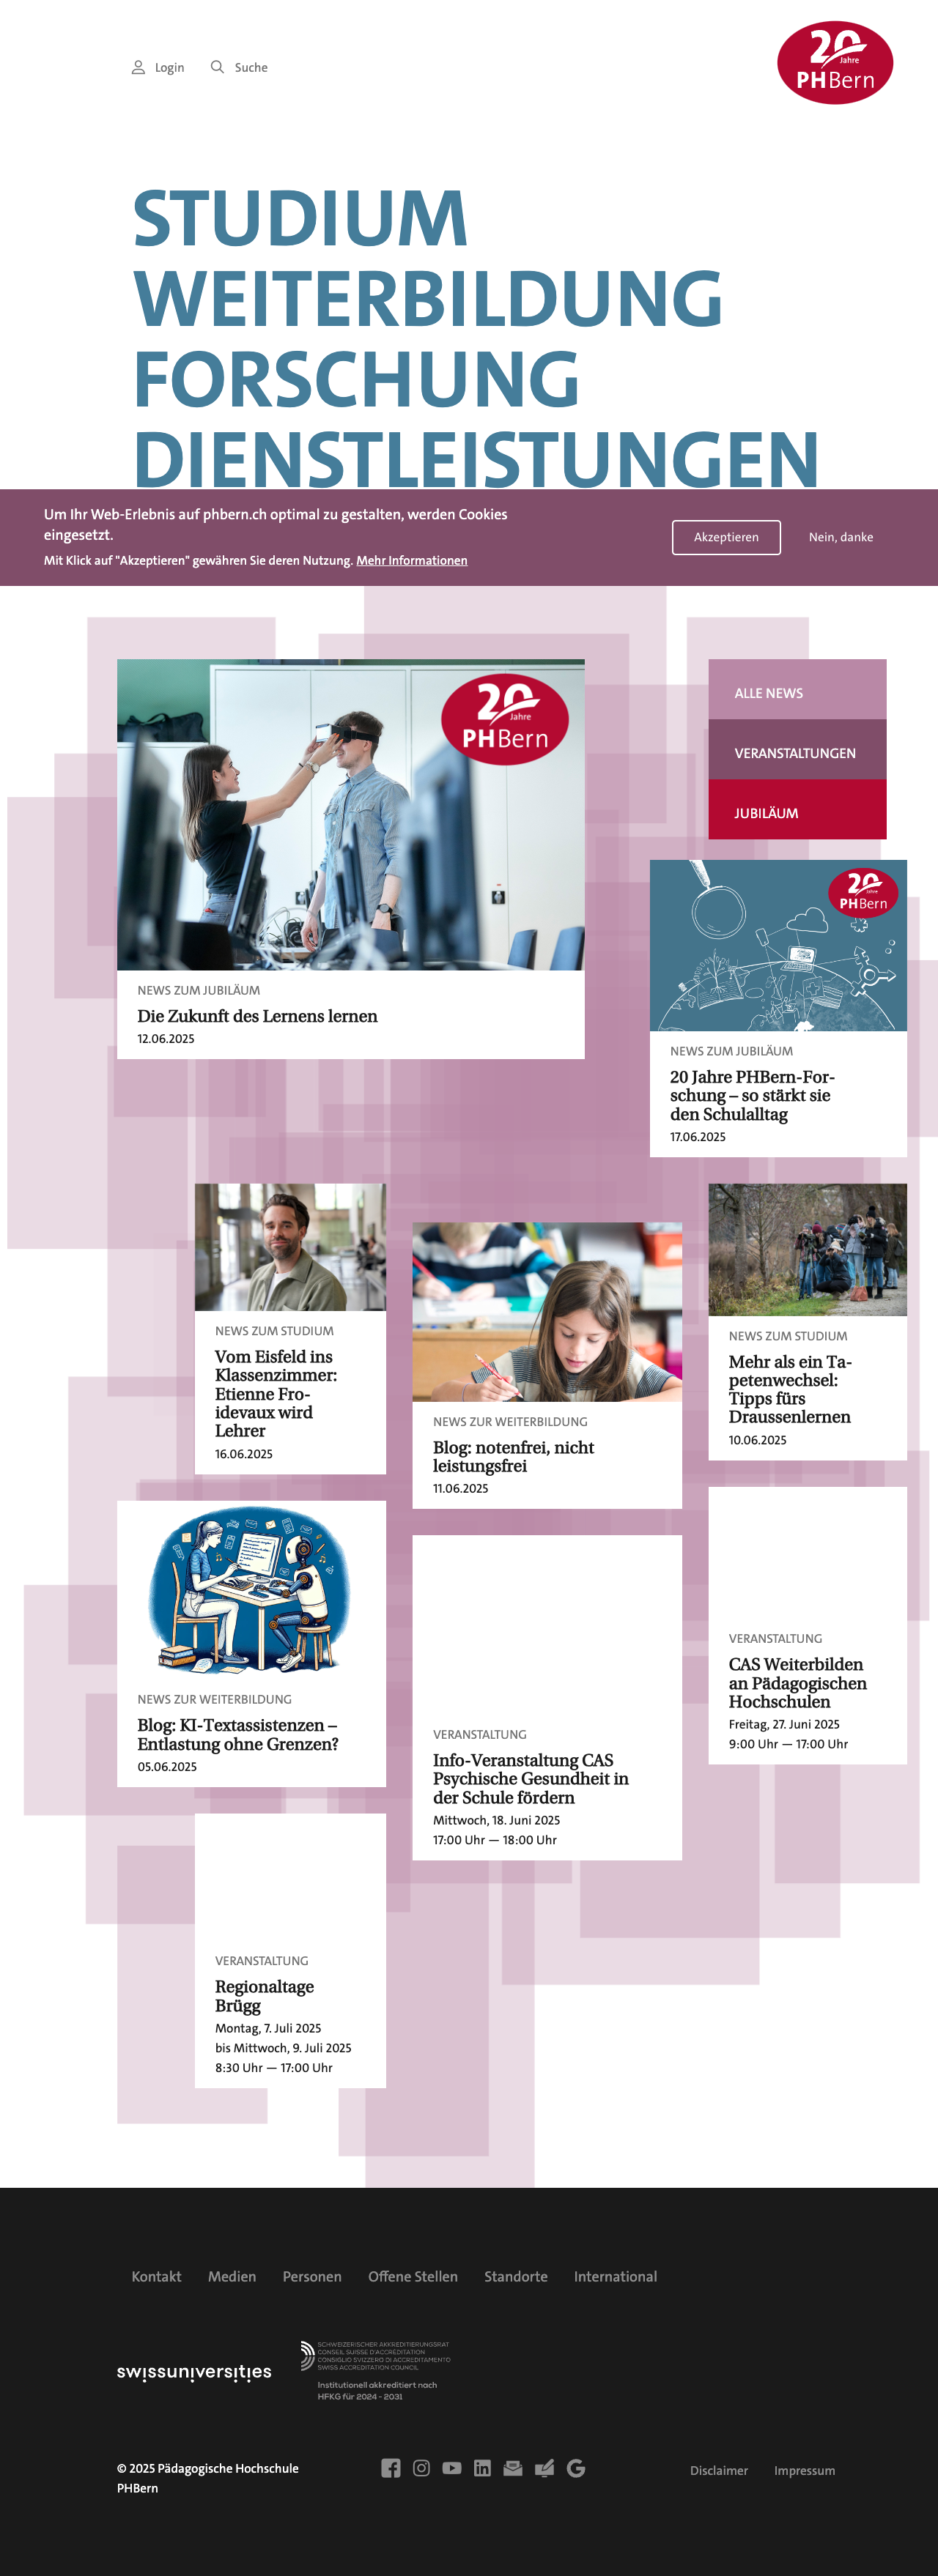 Login
Suche
20
Jahre
PHBern
STUDIUM
WEITERBILDUNG
FORSCHUNG
DIENSTLEISTUNGEN
Um Ihr Web-Erlebnis auf phbern.ch optimal zu gestalten, werden Cookies
eingesetzt.
Mit Klick auf "Akzeptieren" gewähren Sie deren Nutzung. Mehr Informationen
Akzeptieren
Nein, danke
20
Jahre
PHBern
NEWS ZUM JUBILÄUM
Die Zukunft des Lernens lernen
12.06.2025
ALLE NEWS
VERANSTALTUNGEN
JUBILÄUM
20
Jahre
PHBern
NEWS ZUM JUBILÄUM
20 Jahre PHBern-For-
schung – so stärkt sie
den Schulalltag
17.06.2025
NEWS ZUM STUDIUM
Vom Eisfeld ins
Klassenzimmer:
Etienne Fro-
idevaux wird
Lehrer
16.06.2025
NEWS ZUR WEITERBILDUNG
Blog: notenfrei, nicht
leistungsfrei
11.06.2025
NEWS ZUM STUDIUM
Mehr als ein Ta-
petenwechsel:
Tipps fürs
Draussenlernen
10.06.2025
NEWS ZUR WEITERBILDUNG
Blog: KI-Textassistenzen –
Entlastung ohne Grenzen?
05.06.2025
VERANSTALTUNG
Info-Veranstaltung CAS
Psychische Gesundheit in
der Schule fördern
Mittwoch, 18. Juni 2025
17:00 Uhr — 18:00 Uhr
VERANSTALTUNG
CAS Weiterbilden
an Pädagogischen
Hochschulen
Freitag, 27. Juni 2025
9:00 Uhr — 17:00 Uhr
VERANSTALTUNG
Regionaltage
Brügg
Montag, 7. Juli 2025
bis Mittwoch, 9. Juli 2025
8:30 Uhr — 17:00 Uhr
Kontakt
Medien
Personen
Offene Stellen
Standorte
International
swissuniversities
SCHWEIZERISCHER AKKREDITIERUNGSRAT
CONSEIL SUISSE D'ACCRÉDITATION
CONSIGLIO SVIZZERO DI ACCREDITAMENTO
SWISS ACCREDITATION COUNCIL
Institutionell akkreditiert nach
HFKG für 2024 - 2031
© 2025 Pädagogische Hochschule
PHBern
Disclaimer
Impressum